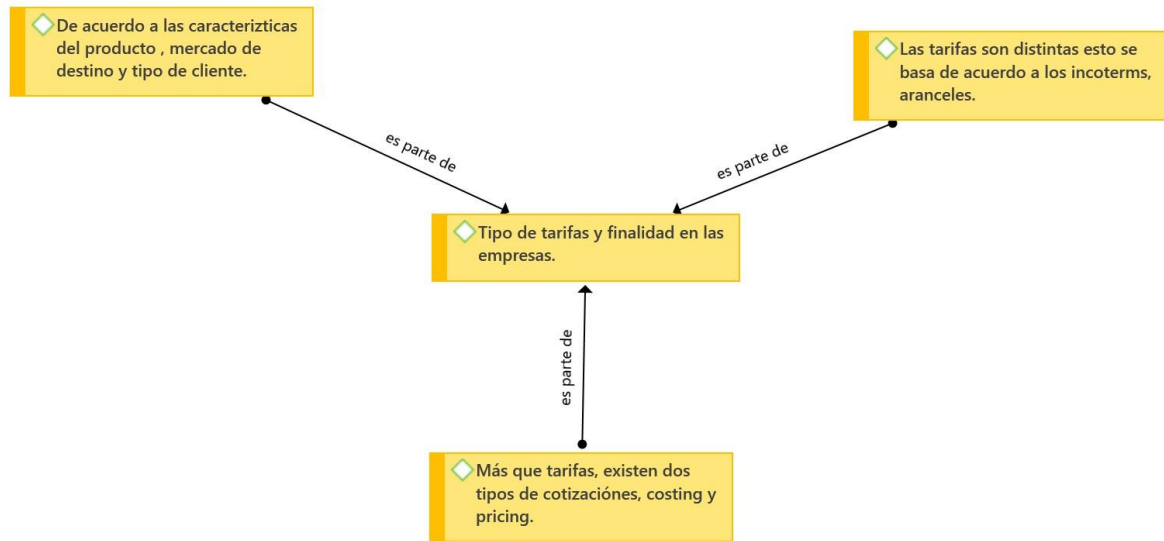 De acuerdo a las caracterizticas
del producto , mercado de
destino y tipo de cliente.
Las tarifas son distintas esto se
basa de acuerdo a los incoterms,
aranceles.
es parte de
es parte de
Tipo de tarifas y finalidad en las
empresas.
es parte de
Más que tarifas, existen dos
tipos de cotizaciónes, costing y
pricing.